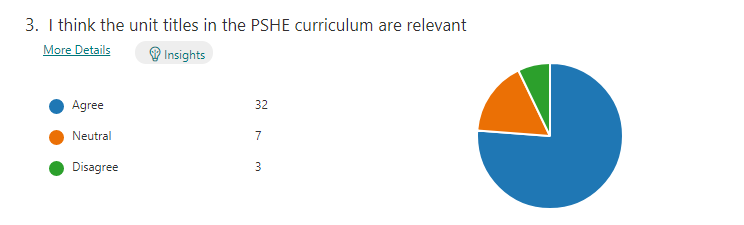 3. I think the unit titles in the PSHE curriculum are relevant
More Details
Insights
Agree 32
Neutral 7
Disagree 3